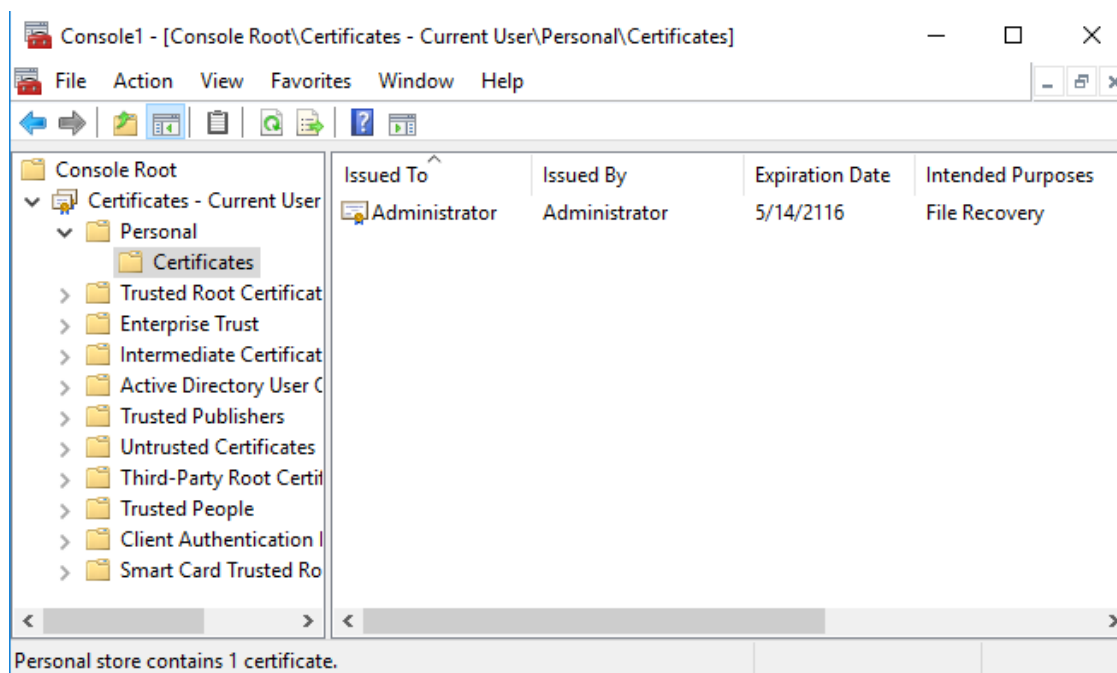 Console1 - [Console Root\Certificates - Current User\Personal\Certificates]
File Action View Favorites Window Help
Console Root
Certificates - Current User
Personal
Certificates
Trusted Root Certificat
Enterprise Trust
Intermediate Certificat
Active Directory User C
Trusted Publishers
Untrusted Certificates
Third-Party Root Certif
Trusted People
Client Authentication I
Smart Card Trusted Ro
Issued To Issued By Expiration Date Intended Purposes
Administrator Administrator 5/14/2116 File Recovery
Personal store contains 1 certificate.